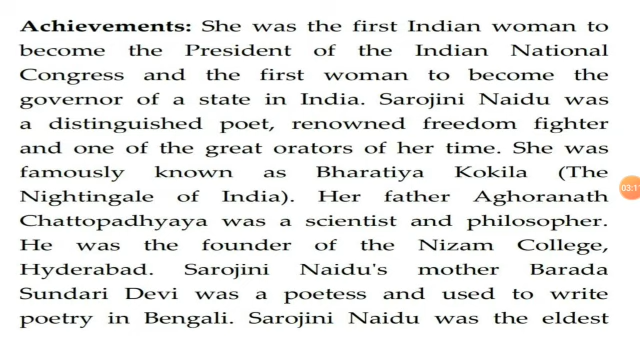 Achievements: She was the first Indian woman to
become the President of the Indian National
Congress and the first woman to become the
governor of a state in India. Sarojini Naidu was
a distinguished poet, renowned freedom fighter
and one of the great orators of her time. She was
famously known as Bharatiya Kokila (The
Nightingale of India). Her father Aghoranath
Chattopadhyaya was a scientist and philosopher.
He was the founder of the Nizam College,
Hyderabad. Sarojini Naidu's mother Barada
Sundari Devi was a poetess and used to write
poetry in Bengali. Sarojini Naidu was the eldest